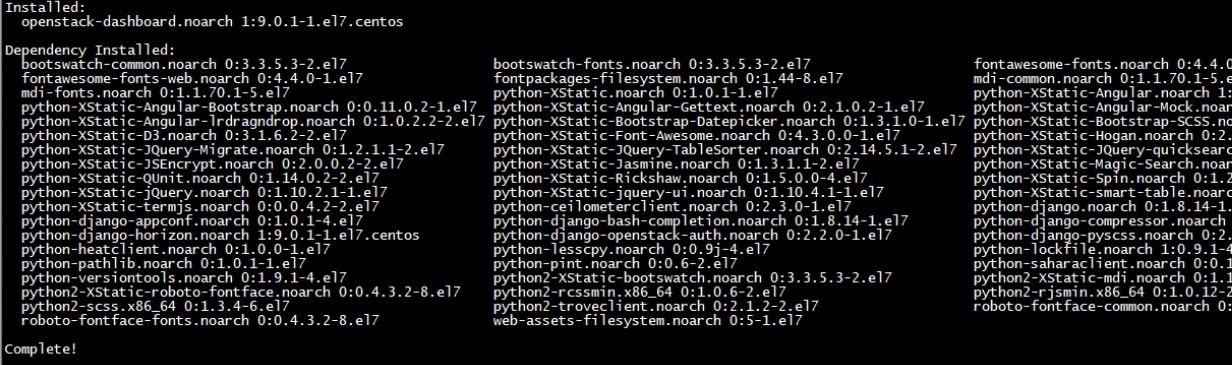 Installed:
openstack-dashboard.noarch 1:9.0.1-1.el7.centos
Dependency Installed:
bootswatch-common.noarch 0:3.3.5.3-2.el7 bootswatch-fonts.noarch 0:3.3.5.3-2.el7 fontawesome-fonts.noarch 0:4.4.0
fontawesome-fonts-web.noarch 0:4.4.0-1.el7 fontpackages-filesystem.noarch 0:1.44-8.el7 mdi-common.noarch 0:1.1.70.1-5.e
mdi-fonts.noarch 0:1.1.70.1-5.el7 python-XStatic.noarch 0:1.0.1-1.el7 python-XStatic-Angular.noarch 1:
python-XStatic-Angular-Bootstrap.noarch 0:0.11.0.2-1.el7 python-XStatic-Angular-Gettext.noarch 0:2.1.0.2-1.el7 python-XStatic-Angular-Mock.noar
python-XStatic-Angular-lrdragndrop.noarch 0:1.0.2.2-2.el7 python-XStatic-Bootstrap-Datepicker.noarch 0:1.3.1.0-1.el7 python-XStatic-Bootstrap-SCSS.no
python-XStatic-D3.noarch 0:3.1.6.2-2.el7 python-XStatic-Font-Awesome.noarch 0:4.3.0.0-1.el7 python-XStatic-Hogan.noarch 0:2
python-XStatic-JQuery-Migrate.noarch 0:1.2.1.1-2.el7 python-XStatic-JQuery-TableSorter.noarch 0:2.14.5.1-2.el7 python-XStatic-JQuery-quicksearc
python-XStatic-JSEncrypt.noarch 0:2.0.0.2-2.el7 python-XStatic-Jasmine.noarch 0:1.3.1.1-2.el7 python-XStatic-Magic-Search.noar
python-XStatic-QUnit.noarch 0:1.14.0.2-2.el7 python-XStatic-Rickshaw.noarch 0:1.5.0.0-4.el7 python-XStatic-Spin.noarch 0:1.2
python-XStatic-jQuery.noarch 0:1.10.2.1-1.el7 python-XStatic-jquery-ui.noarch 0:1.10.4.1-1.el7 python-XStatic-smart-table.noarc
python-XStatic-termjs.noarch 0:0.0.4.2-2.el7 python-ceilometerclient.noarch 0:2.3.0-1.el7 python-django.noarch 0:1.8.14-1.
python-django-appconf.noarch 0:1.0.1-4.el7 python-django-bash-completion.noarch 0:1.8.14-1.el7 python-django-compressor.noarch
python-django-horizon.noarch 1:9.0.1-1.el7.centos python-django-openstack-auth.noarch 0:2.2.0-1.el7 python-django-pyscss.noarch 0:2.
python-heatclient.noarch 0:1.0.0-1.el7 python-lesscpy.noarch 0:0.9j-4.el7 python-lockfile.noarch 1:0.9.1-4
python-pathlib.noarch 0:1.0.1-1.el7 python-pint.noarch 0:0.6-2.el7 python-saharaclient.noarch 0:0.1
python-versiontools.noarch 0:1.9.1-4.el7 python2-XStatic-bootswatch.noarch 0:3.3.5.3-2.el7 python2-XStatic-mdi.noarch 0:1.1
python2-XStatic-roboto-fontface.noarch 0:0.4.3.2-8.el7 python2-rcssmin.x86_64 0:1.0.6-2.el7 python2-rjsmin.x86_64 0:1.0.12-2
python2-scss.x86_64 0:1.3.4-6.el7 python2-troveclient.noarch 0:2.1.2-2.el7 roboto-fontface-common.noarch 0:
roboto-fontface-fonts.noarch 0:0.4.3.2-8.el7 web-assets-filesystem.noarch 0:5-1.el7
Complete!